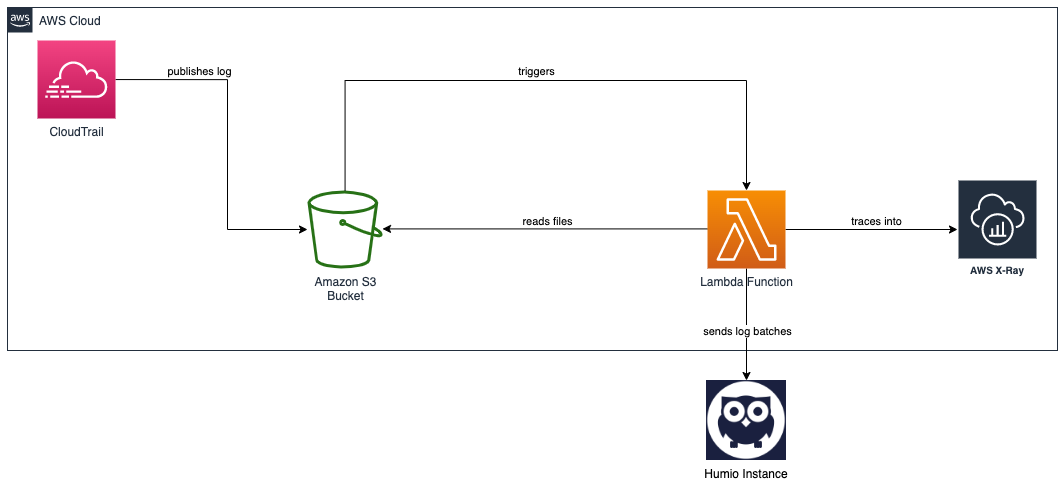 aws
AWS Cloud
publishes log
triggers
CloudTrail
reads files
traces into
Amazon S3
Bucket
Lambda Function
AWS X-Ray
sends log batches
Humio Instance